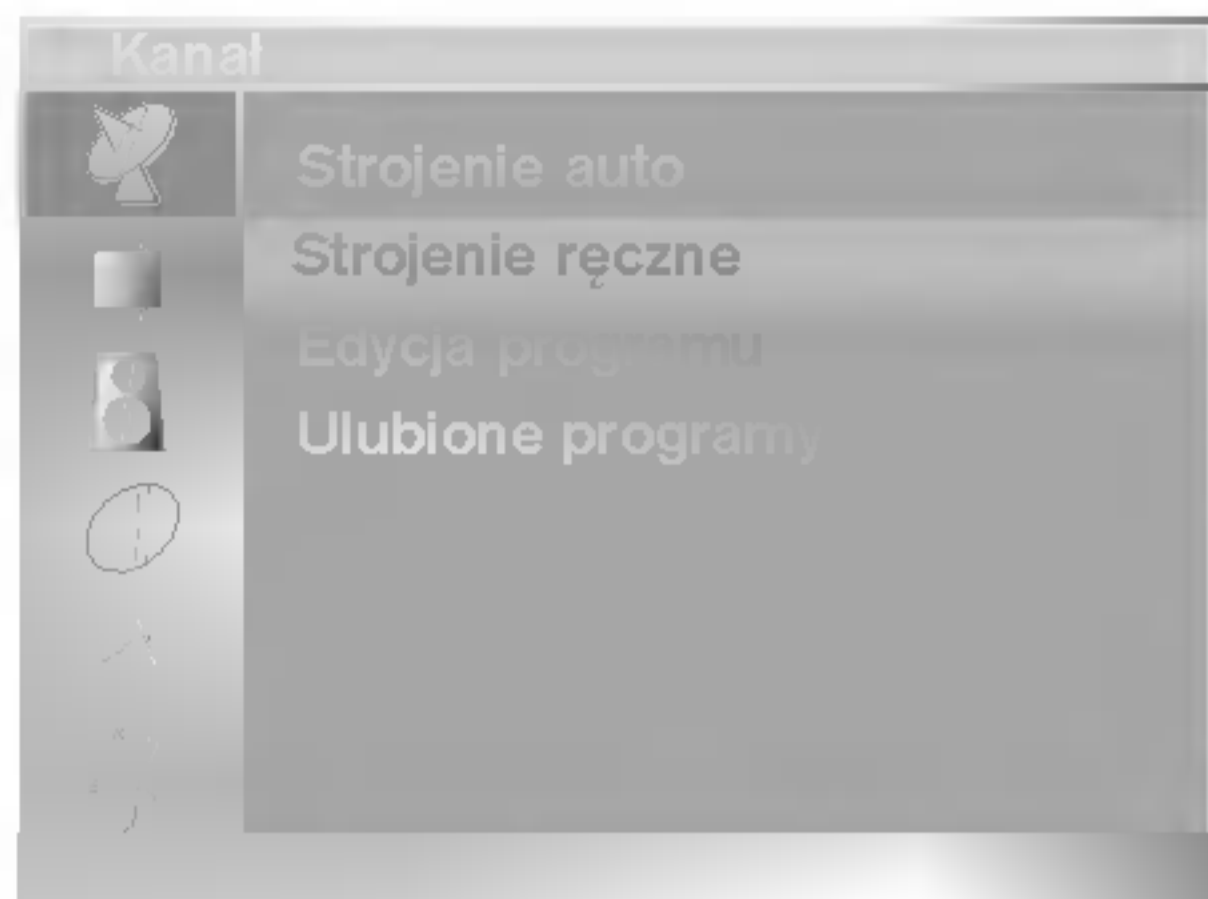 Kanał
Strojenie auto
Strojenie ręczne
Edycja programu
Ulubione programy